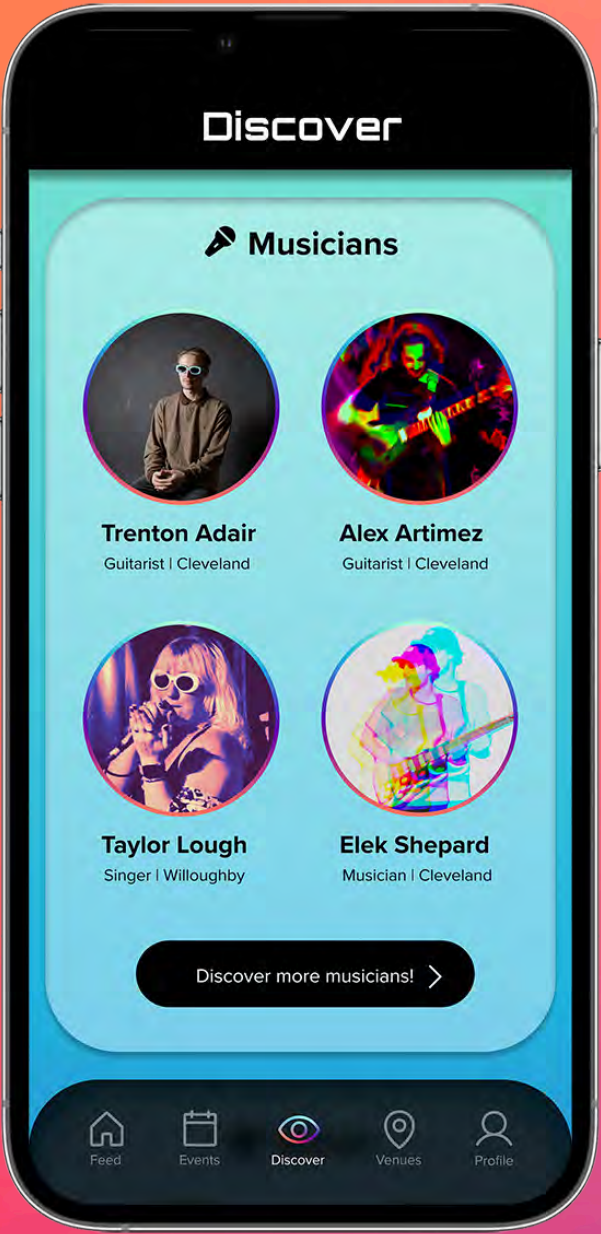 Discover
Musicians
Trenton Adair
Guitarist | Cleveland
Alex Artimez
Guitarist | Cleveland
Taylor Lough
Singer | Willoughby
Elek Shepard
Musician | Cleveland
Discover more musicians!
Feed
Events
Discover
Venues
Profile